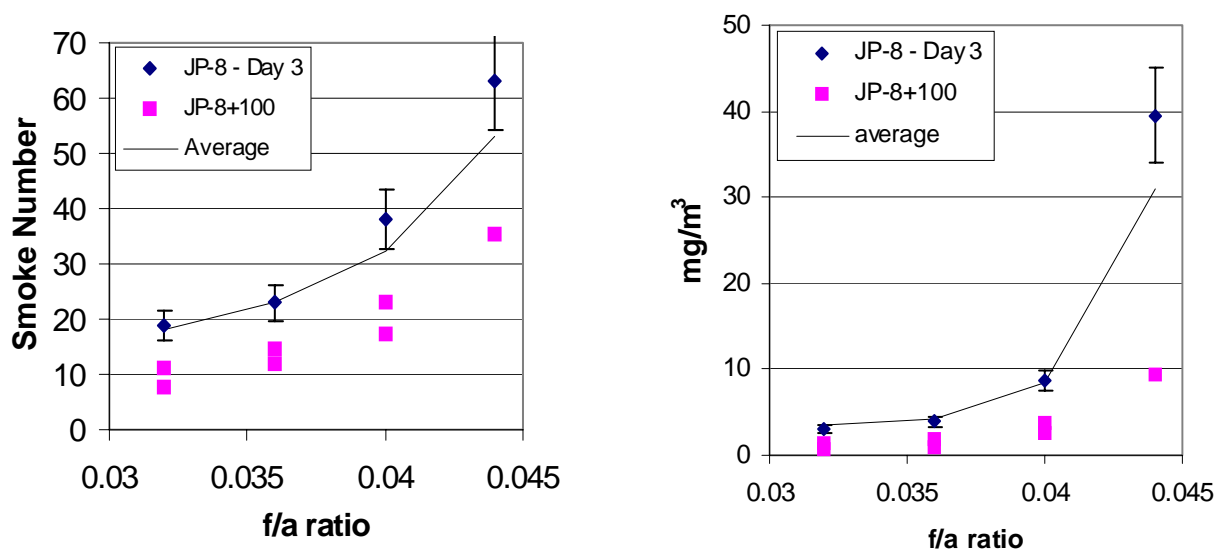 70
60
50
40
30
20
10
0
Smoke Number
JP-8 - Day 3
JP-8+100
Average
0.03
0.035
0.04
0.045
f/a ratio
50
40
30
20
10
0
mg/m³
JP-8 - Day 3
JP-8+100
average
0.03
0.035
0.04
0.045
f/a ratio